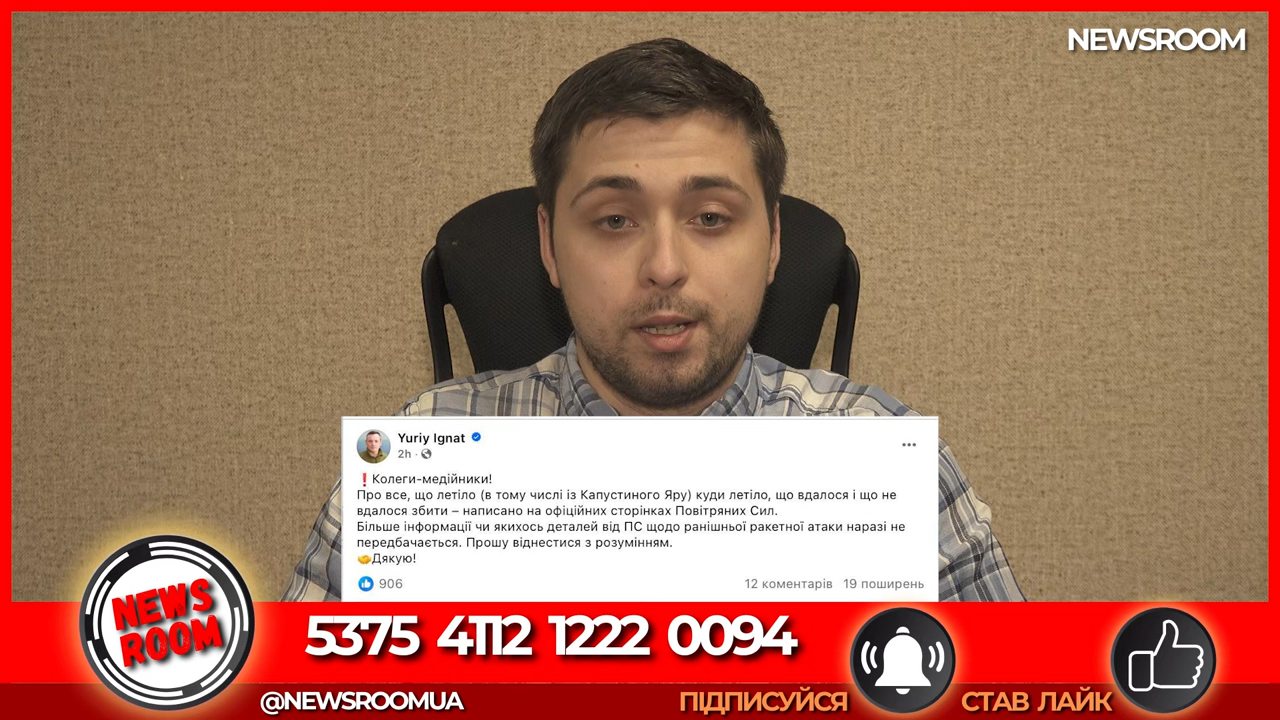 NEWSROOM
Yuriy Ignat
2h ·
❗Колеги-медійники!
Про все, що летіло (в тому числі із Капустиного Яру) куди летіло, що вдалося і що не
вдалося збити – написано на офіційних сторінках Повітряних Сил.
Більше інформації чи якихось деталей від ПС щодо ранішньої ракетної атаки наразі не
передбачається. Прошу віднестися з розумінням.
🤝Дякую!
906
12 коментарів 19 поширень
NEWS
ROOM
5375 4112 1222 0094
@NEWSROOMUA
ПІДПИСУЙСЯ
СТАВ ЛАЙК